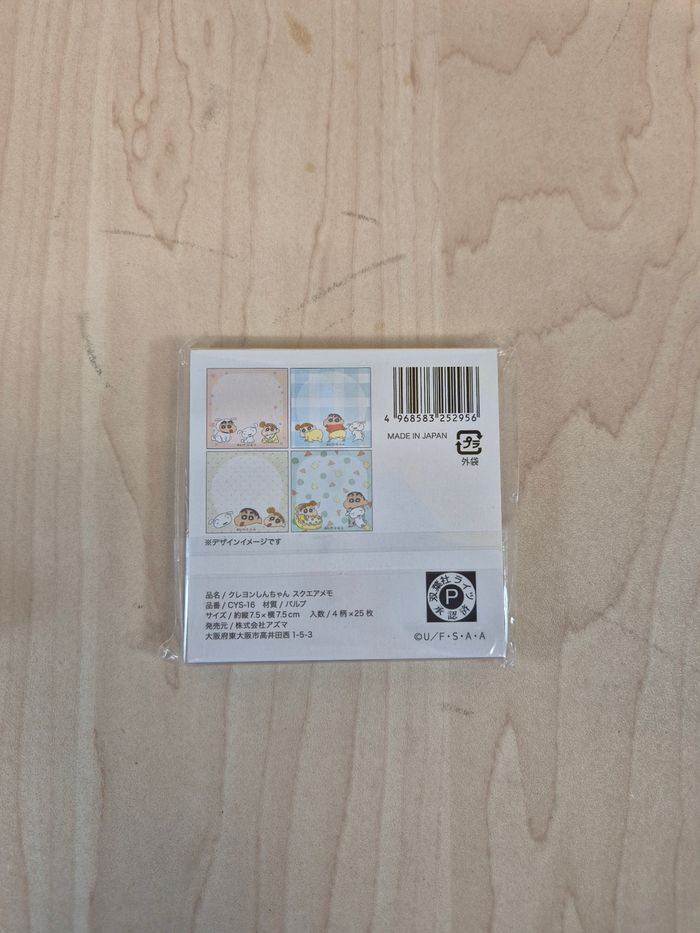 4 968583 252956
MADE IN JAPAN
プラ
外袋
※デザインイメージです
品名／クレヨンしんちゃん スクエアメモ
品番／CYS-16 材質／パルプ
サイズ／約縦7.5×横7.5cm 入数／4柄×25枚
発売元／株式会社アズマ
大阪府東大阪市高井田西1-5-3
双葉社ライツ
P
承認済
©U/F・S・A・A